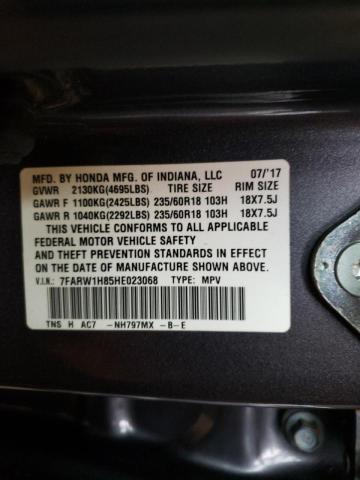 MFD. BY HONDA MFG. OF INDIANA, LLC 07/'17
GVWR 2130KG(4695LBS) TIRE SIZE RIM SIZE
GAWR F 1100KG(2425LBS) 235/60R18 103H 18X7.5J
GAWR R 1040KG(2292LBS) 235/60R18 103H 18X7.5J
THIS VEHICLE CONFORMS TO ALL APPLICABLE
FEDERAL MOTOR VEHICLE SAFETY
AND THEFT PREVENTION STANDARDS IN EFFECT
ON THE DATE OF MANUFACTURE SHOWN ABOVE.
V.I.N.: 7FARW1H85HE023068 TYPE: MPV
TNS H AC7 -NH797MX -B-E